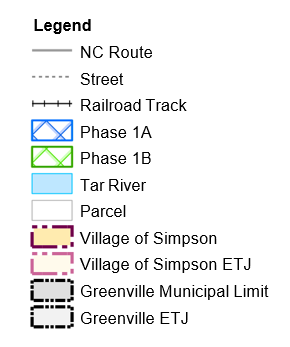 Legend
NC Route
Street
Railroad Track
Phase 1A
Phase 1B
Tar River
Parcel
Village of Simpson
Village of Simpson ETJ
Greenville Municipal Limit
Greenville ETJ